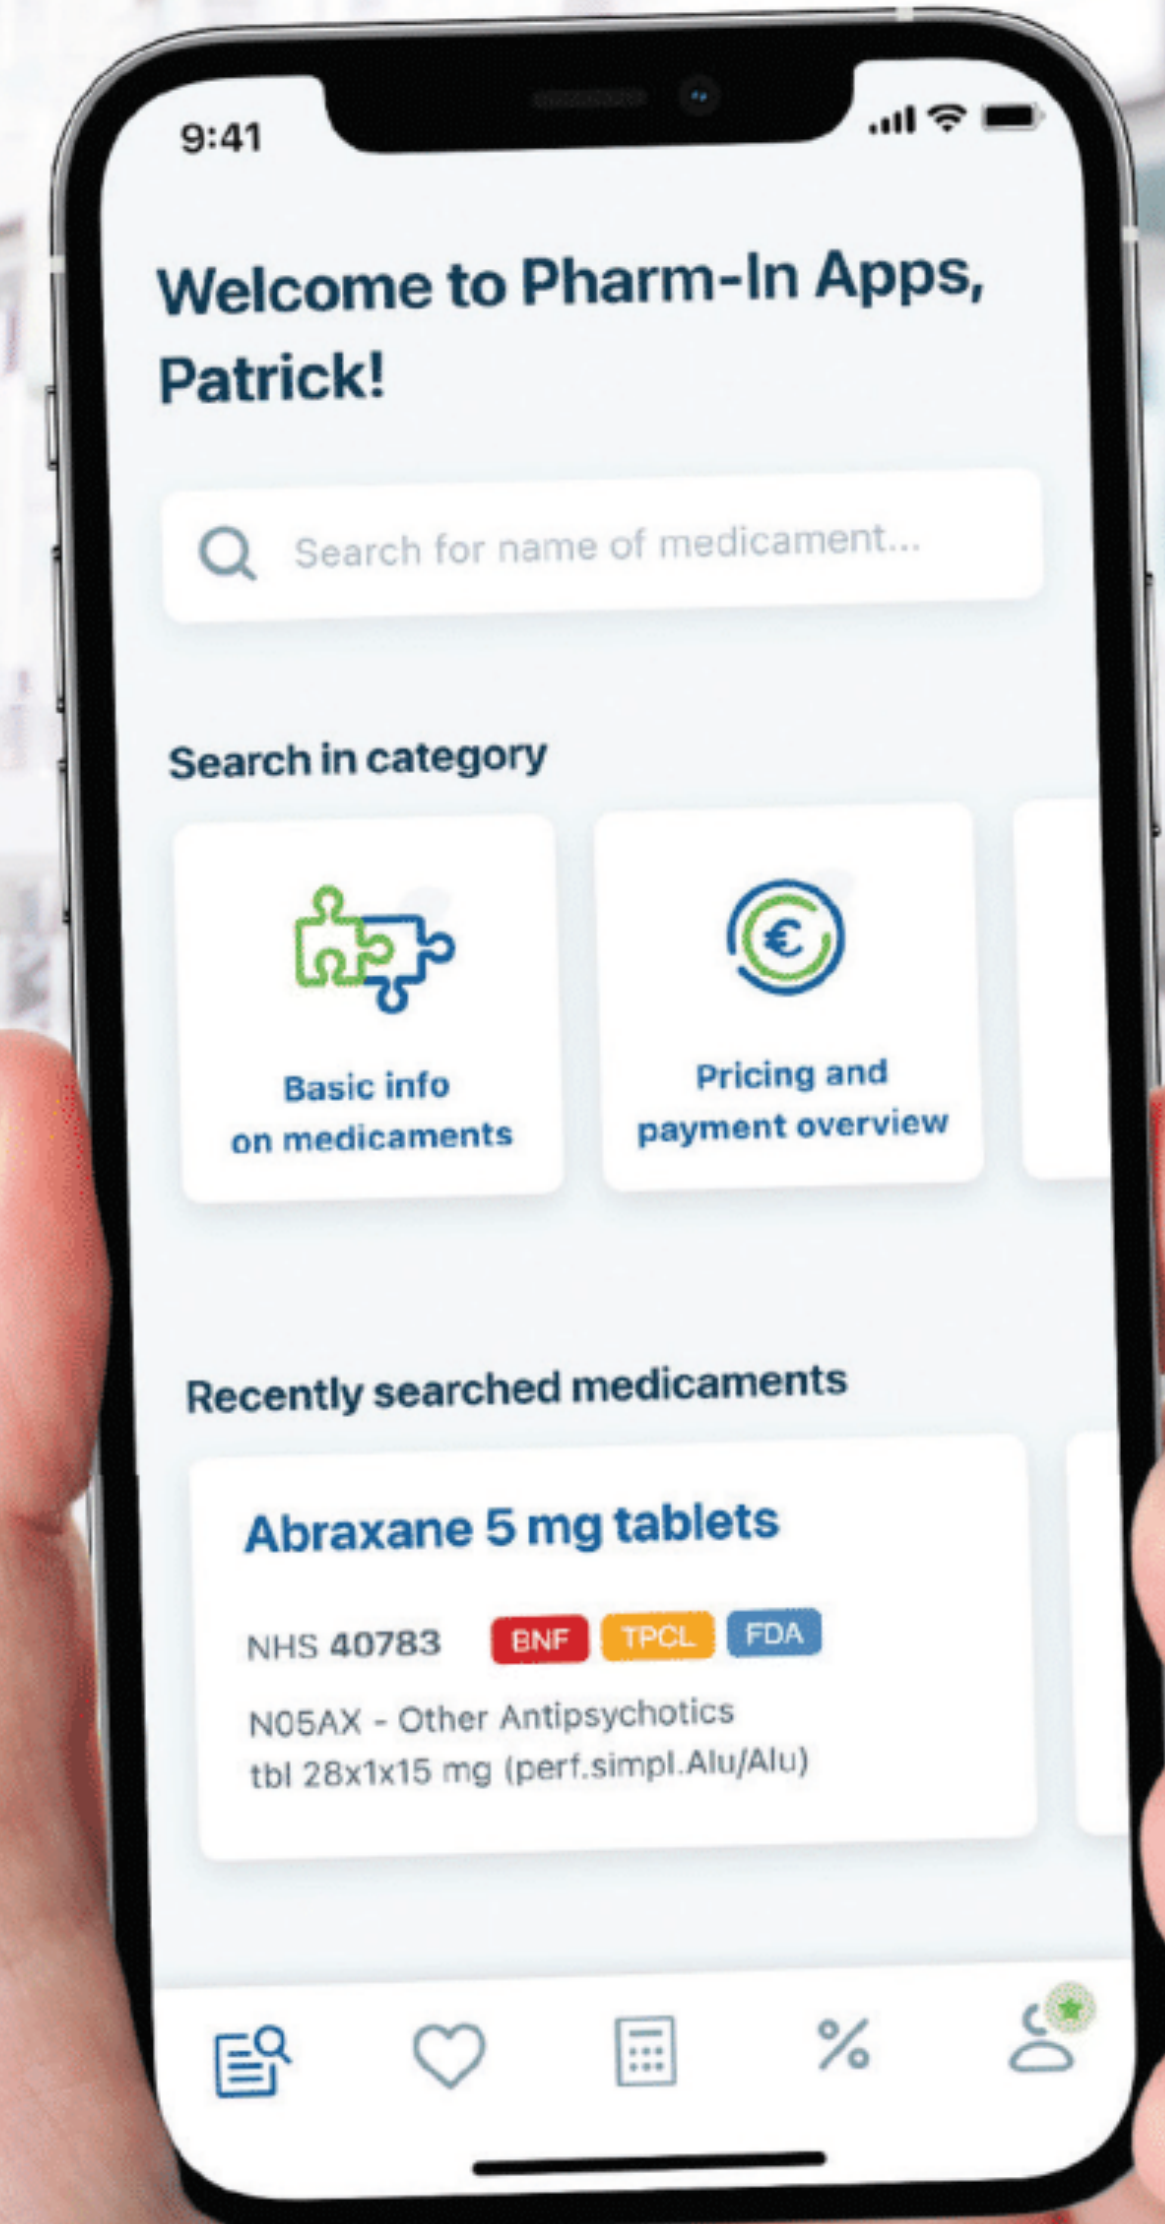 9:41
Welcome to Pharm-In Apps,
Patrick!
Search for name of medicament...
Search in category
Basic info
on medicaments
Pricing and
payment overview
€
Recently searched medicaments
Abraxane 5 mg tablets
NHS 40783 BNF TPCL FDA
N05AX - Other Antipsychotics
tbl 28x1x15 mg (perf.simpl.Alu/Alu)
%